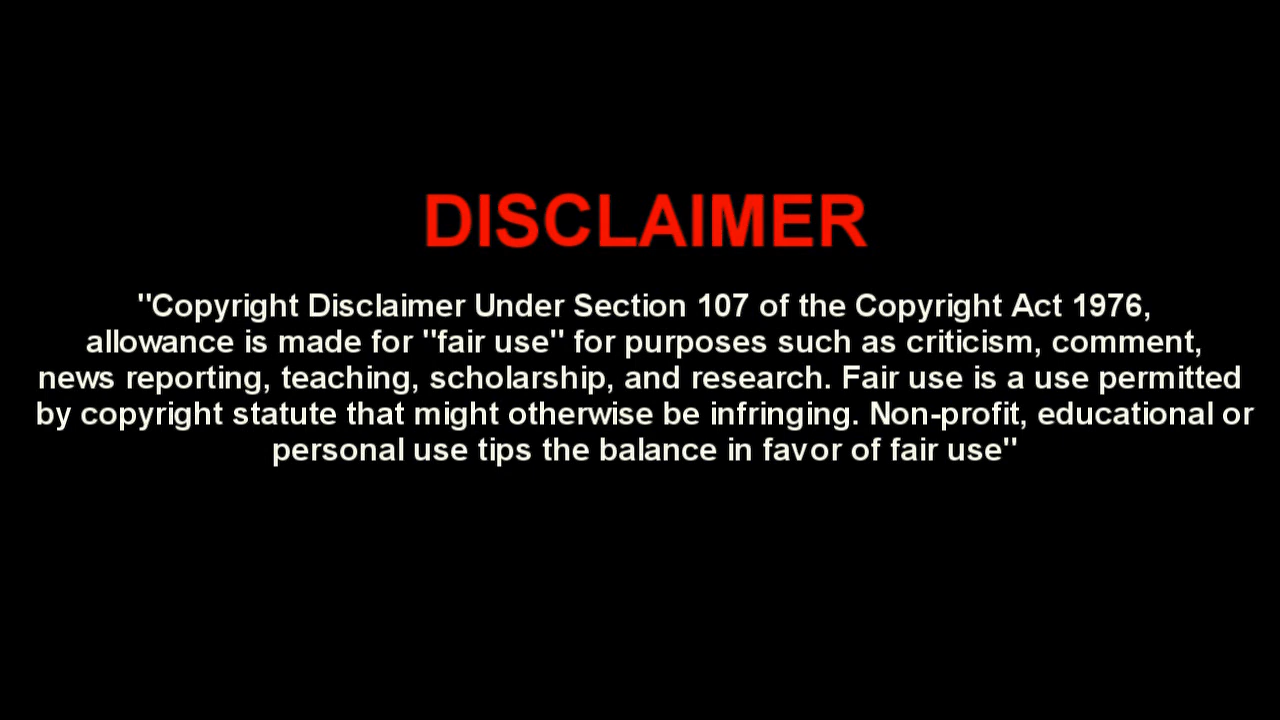 DISCLAIMER
"Copyright Disclaimer Under Section 107 of the Copyright Act 1976,
allowance is made for "fair use" for purposes such as criticism, comment,
news reporting, teaching, scholarship, and research. Fair use is a use permitted
by copyright statute that might otherwise be infringing. Non-profit, educational or
personal use tips the balance in favor of fair use"